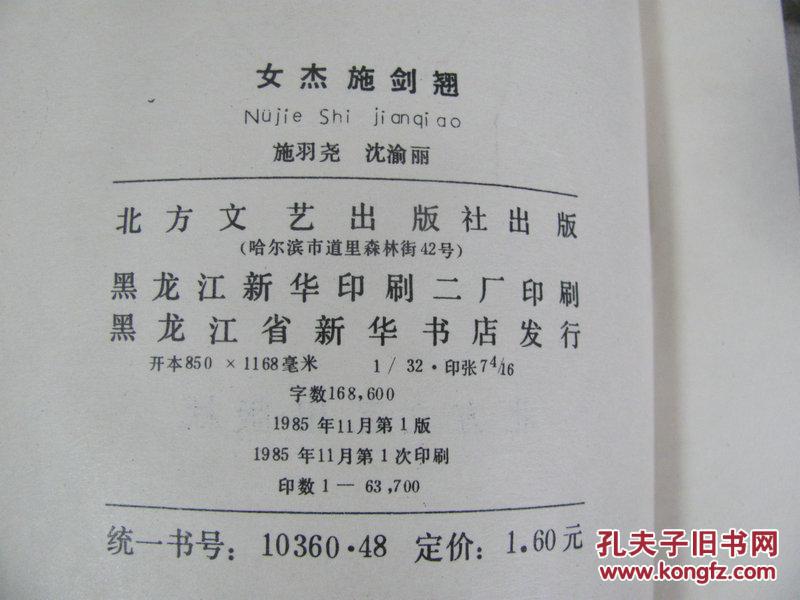 女杰施剑翘
Nüjie Shi jianqiao
施羽尧 沈渝丽
北方文艺出版社出版
(哈尔滨市道里森林街42号)
黑龙江新华印刷二厂印刷
黑龙江省新华书店发行
开本850×1168毫米 1/32·印张7 4/16
字数168,600
1985年11月第1版
1985年11月第1次印刷
印数1—63,700
统一书号:10360·48 定价:1.60元
孔夫子旧书网
www.kongfz.com